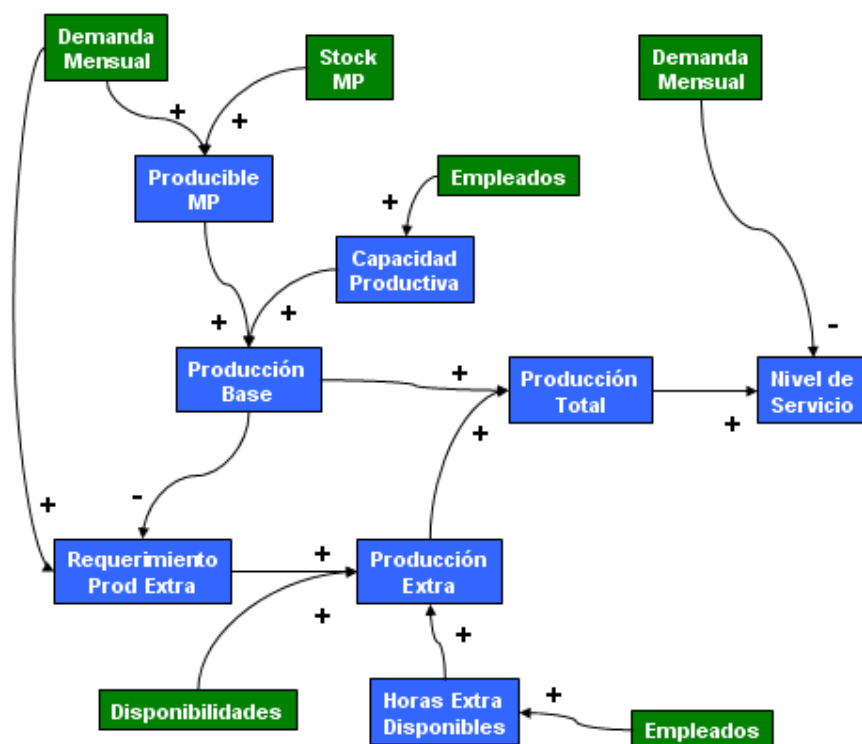 Demanda
Mensual
Stock
MP
Demanda
Mensual
+
+
Producible
MP
Empleados
+
Capacidad
Productiva
+
+
-
Producción
Base
+
Producción
Total
+
Nivel de
Servicio
+
-
+
Requerimiento
Prod Extra
+
+
Producción
Extra
+
Disponibilidades
Horas Extra
Disponibles
+
Empleados